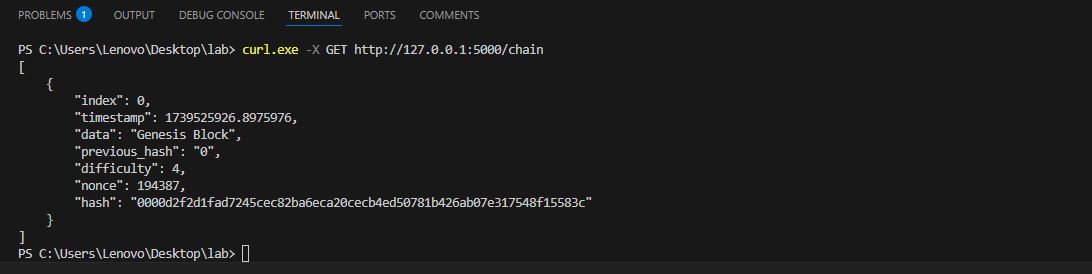 PROBLEMS 1 OUTPUT DEBUG CONSOLE TERMINAL PORTS COMMENTS
PS C:\Users\Lenovo\Desktop\lab> curl.exe -X GET http://127.0.0.1:5000/chain
[
    {
        "index": 0,
        "timestamp": 1739525926.8975976,
        "data": "Genesis Block",
        "previous_hash": "0",
        "difficulty": 4,
        "nonce": 194387,
        "hash": "0000d2f2d1fad7245cec82ba6eca20cecb4ed50781b426ab07e317548f15583c"
    }
]
PS C:\Users\Lenovo\Desktop\lab>